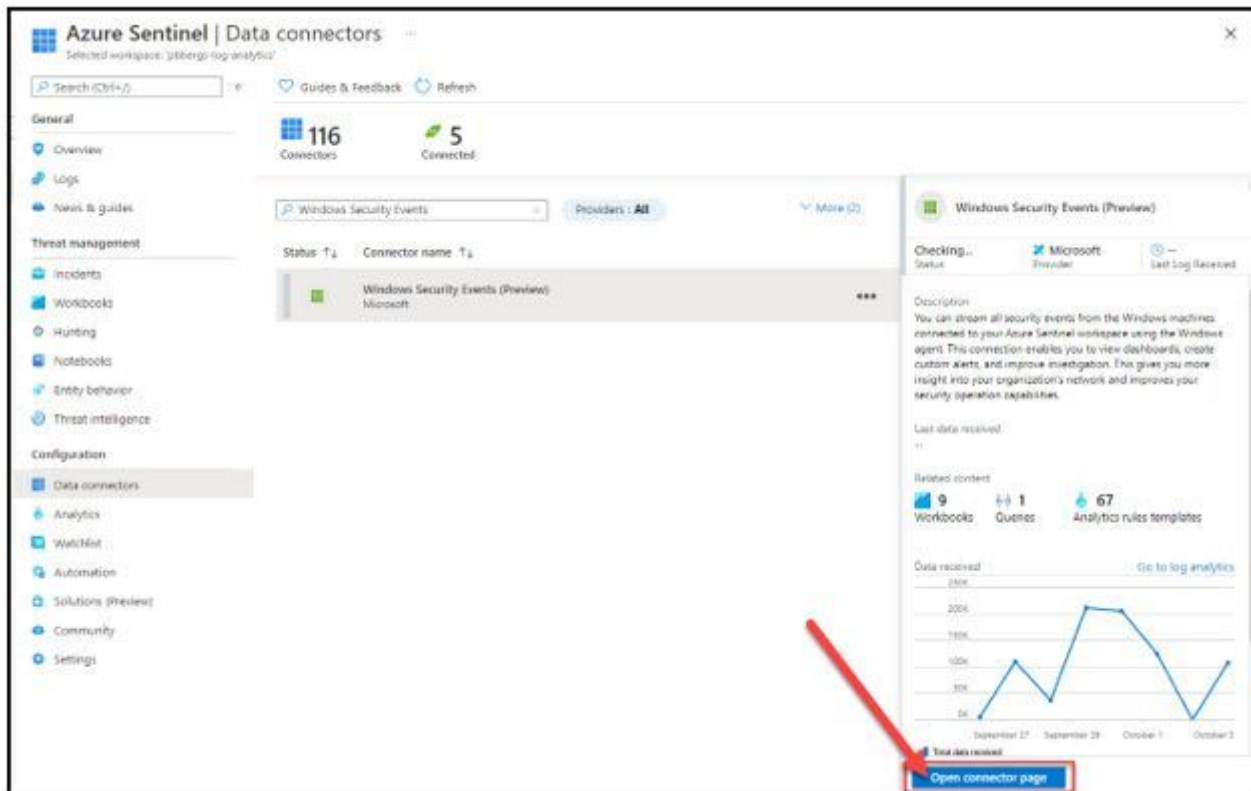 Azure Sentinel | Data connectors ...
Selected workspace: 'pbbergs-log-analytics'
Search (Ctrl+/)
Guides & Feedback Refresh
General
Overview
Logs
News & guides
Threat management
Incidents
Workbooks
Hunting
Notebooks
Entity behavior
Threat intelligence
Configuration
Data connectors
Analytics
Watchlist
Automation
Solutions (Preview)
Community
Settings
116
Connectors
5
Connected
Windows Security Events
Providers : All
More (2)
Status Connector name
Windows Security Events (Preview)
Microsoft
Windows Security Events (Preview)
Checking...
Status
Microsoft
Provider
--
Last Log Received
Description
You can stream all security events from the Windows machines
connected to your Azure Sentinel workspace using the Windows
agent. This connection enables you to view dashboards, create
custom alerts, and improve investigation. This gives you more
insight into your organization's network and improves your
security operation capabilities.
Last data received
--
Related content
9
Workbooks
1
Queries
67
Analytics rules templates
Data received Go to log analytics
250K
200K
150K
100K
50K
0K
September 27 September 29 October 1 October 3
Total data received
Open connector page